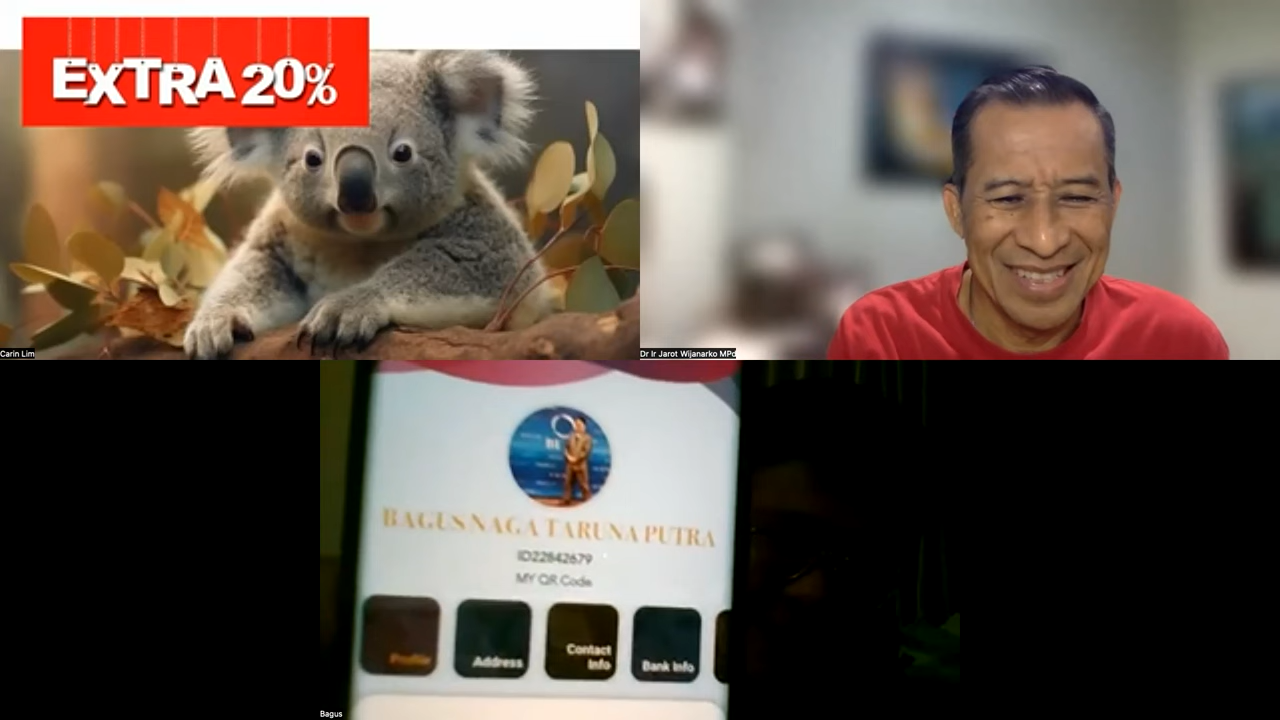 EXTRA 20%
Carin Lim
Dr Ir Jarot Wijanarko MPd
BAGUS NAGA TARUNA PUTRA
ID22842679
MY QR Code
Profile
Address
Contact
Info
Bank Info
Bagus